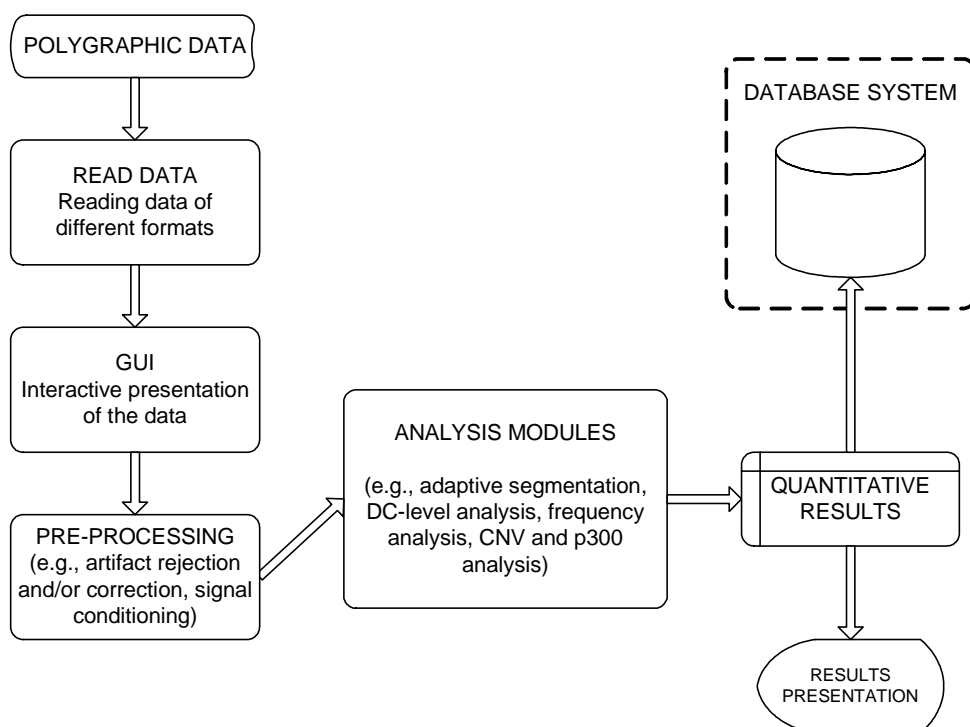 POLYGRAPHIC DATA
READ DATA
Reading data of
different formats
GUI
Interactive presentation
of the data
PRE-PROCESSING
(e.g., artifact rejection
and/or correction, signal
conditioning)
ANALYSIS MODULES
(e.g., adaptive segmentation,
DC-level analysis, frequency
analysis, CNV and p300
analysis)
DATABASE SYSTEM
QUANTITATIVE
RESULTS
RESULTS
PRESENTATION